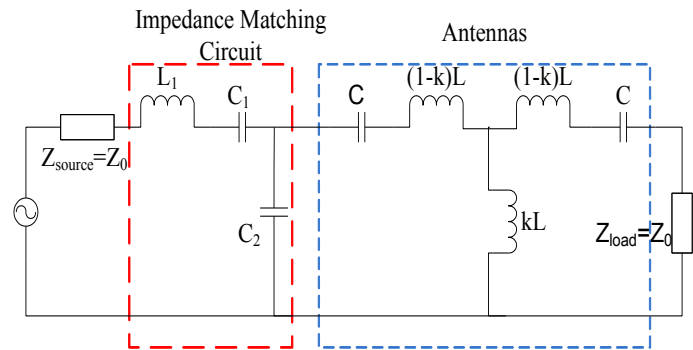 Impedance Matching
Circuit
Antennas
L₁
C₁
C
(1-k)L
(1-k)L
C
Zsource=Z₀
C₂
kL
Zload=Z₀